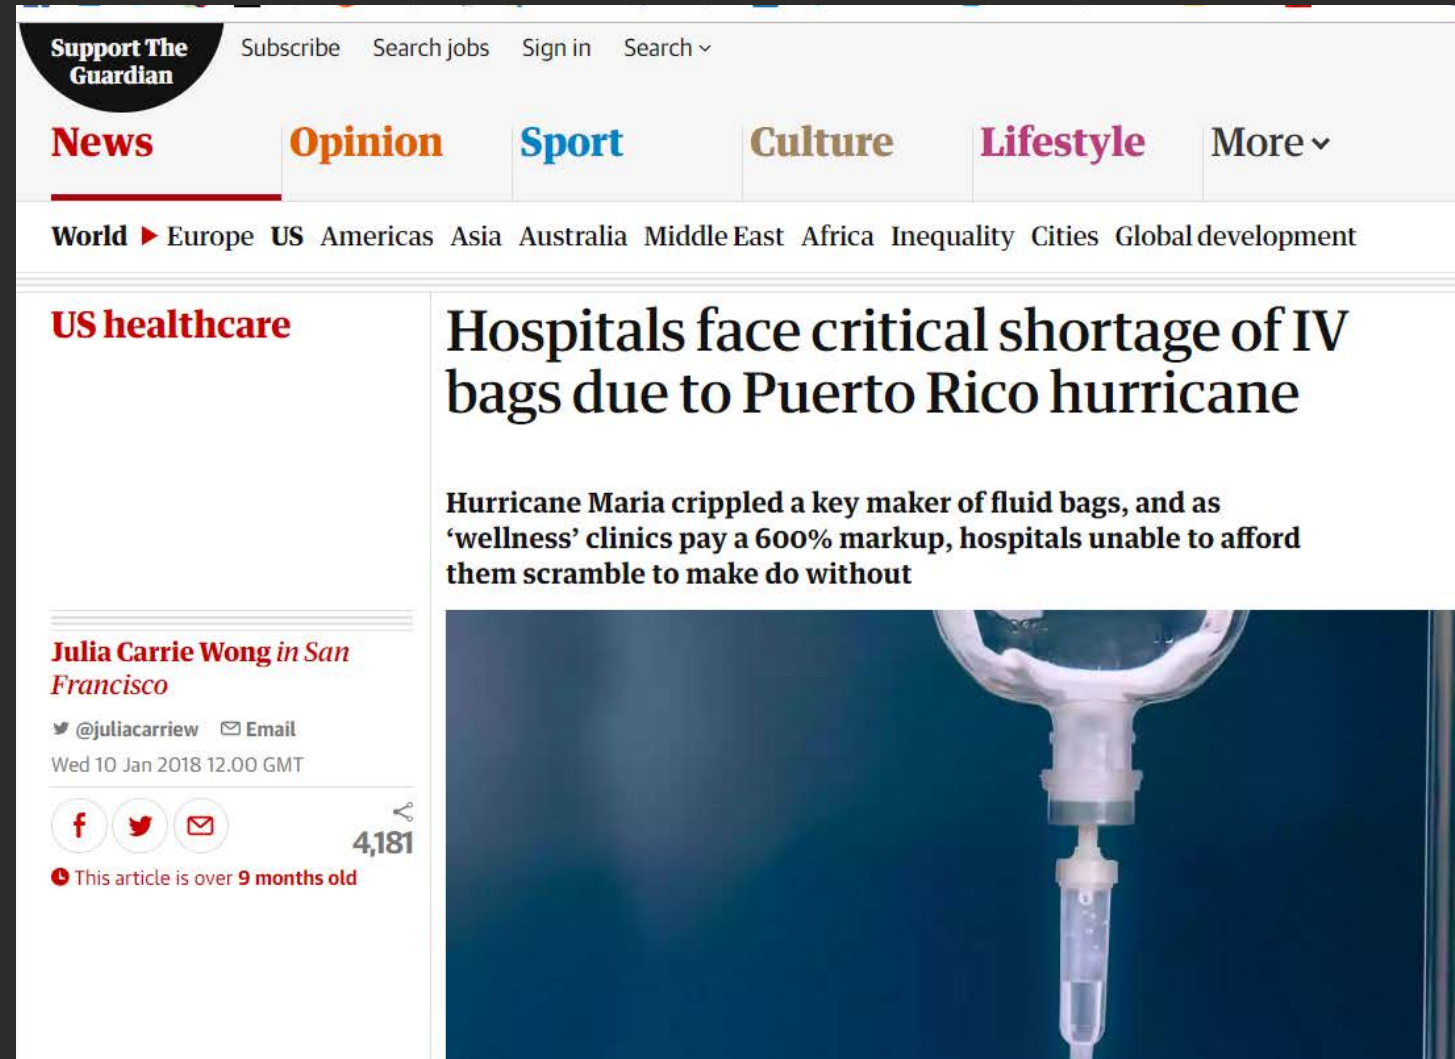 Support The
Guardian
Subscribe Search jobs Sign in Search
News Opinion Sport Culture Lifestyle More
World Europe US Americas Asia Australia Middle East Africa Inequality Cities Global development
US healthcare
Hospitals face critical shortage of IV
bags due to Puerto Rico hurricane
Hurricane Maria crippled a key maker of fluid bags, and as
‘wellness’ clinics pay a 600% markup, hospitals unable to afford
them scramble to make do without
Julia Carrie Wong in San
Francisco
@juliacarriew Email
Wed 10 Jan 2018 12.00 GMT
4,181
This article is over 9 months old